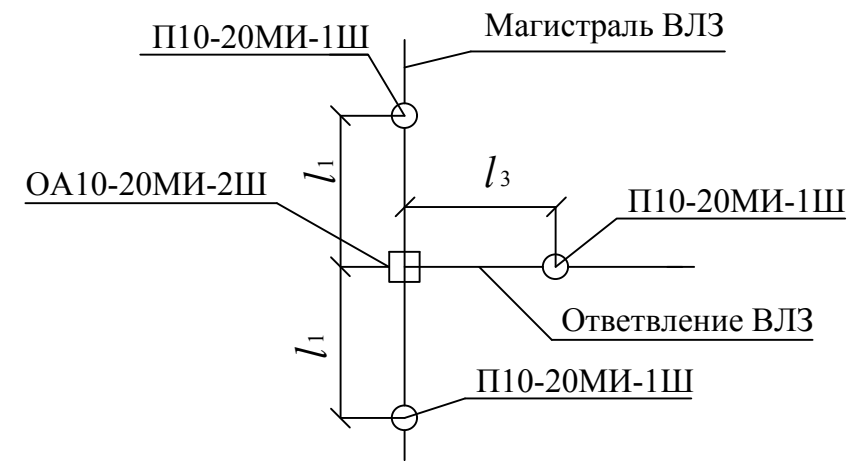 П10-20МИ-1Ш
Магистраль ВЛЗ
l1
ОА10-20МИ-2Ш
l3
П10-20МИ-1Ш
Ответвление ВЛЗ
l1
П10-20МИ-1Ш